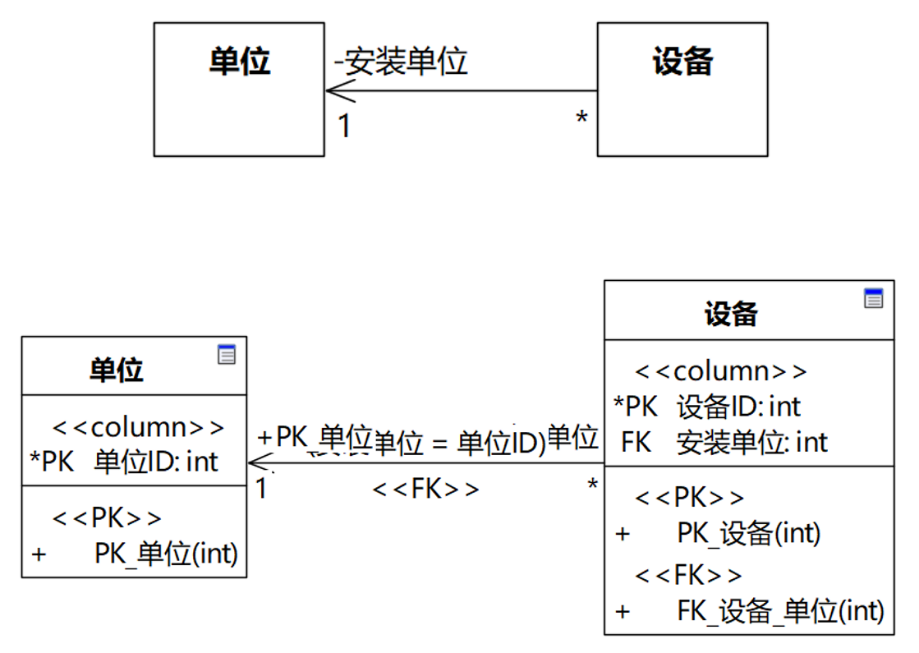 单位
-安装单位
设备
1
*
设备
<<column>>
*PK 设备ID: int
FK 安装单位: int
<<PK>>
+ PK_设备(int)
<<FK>>
+ FK_设备_单位(int)
单位
<<column>>
*PK 单位ID: int
<<PK>>
+ PK_单位(int)
+PK_单位
单位 = 单位ID)
单位
1
<<FK>>
*